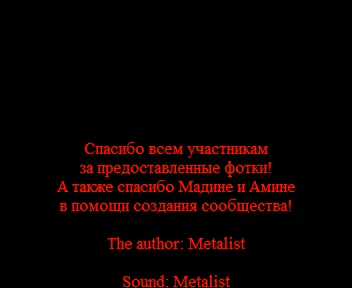 Спасибо всем участникам
за предоставленные фотки!
А также спасибо Мадине и Амине
в помощи создания сообщества!
The author: Metalist
Sound: Metalist